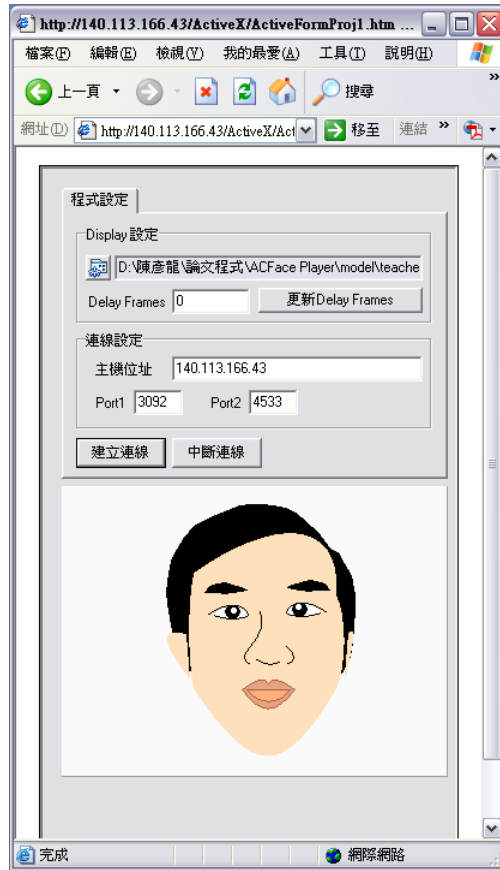 http://140.113.166.43/ActiveX/ActiveFormProj1.htm ...
檔案(F) 編輯(E) 檢視(V) 我的最愛(A) 工具(T) 說明(H)
上一頁 搜尋
網址(D) http://140.113.166.43/ActiveX/Act 移至 連結
程式設定
Display 設定
D:\陳彥龍\論文程式\ACFace Player\model\teache
Delay Frames 0 更新Delay Frames
連線設定
主機位址 140.113.166.43
Port1 3092 Port2 4533
建立連線 中斷連線
完成 網際網路